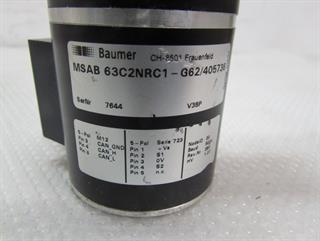 Baumer CH-8501 Frauenfeld
MSAB 63C2NRC1-G62/405736
SerNr 7644 V3SP
5-Pol M12
Pin 2 CAN_GND
Pin 4 CAN_H
Pin 5 CAN_L
5-Pol Serie 723
Pin 1 +Vs
Pin 2 S1
Pin 3 0V
Pin 4 S2
Pin 5 n.c.